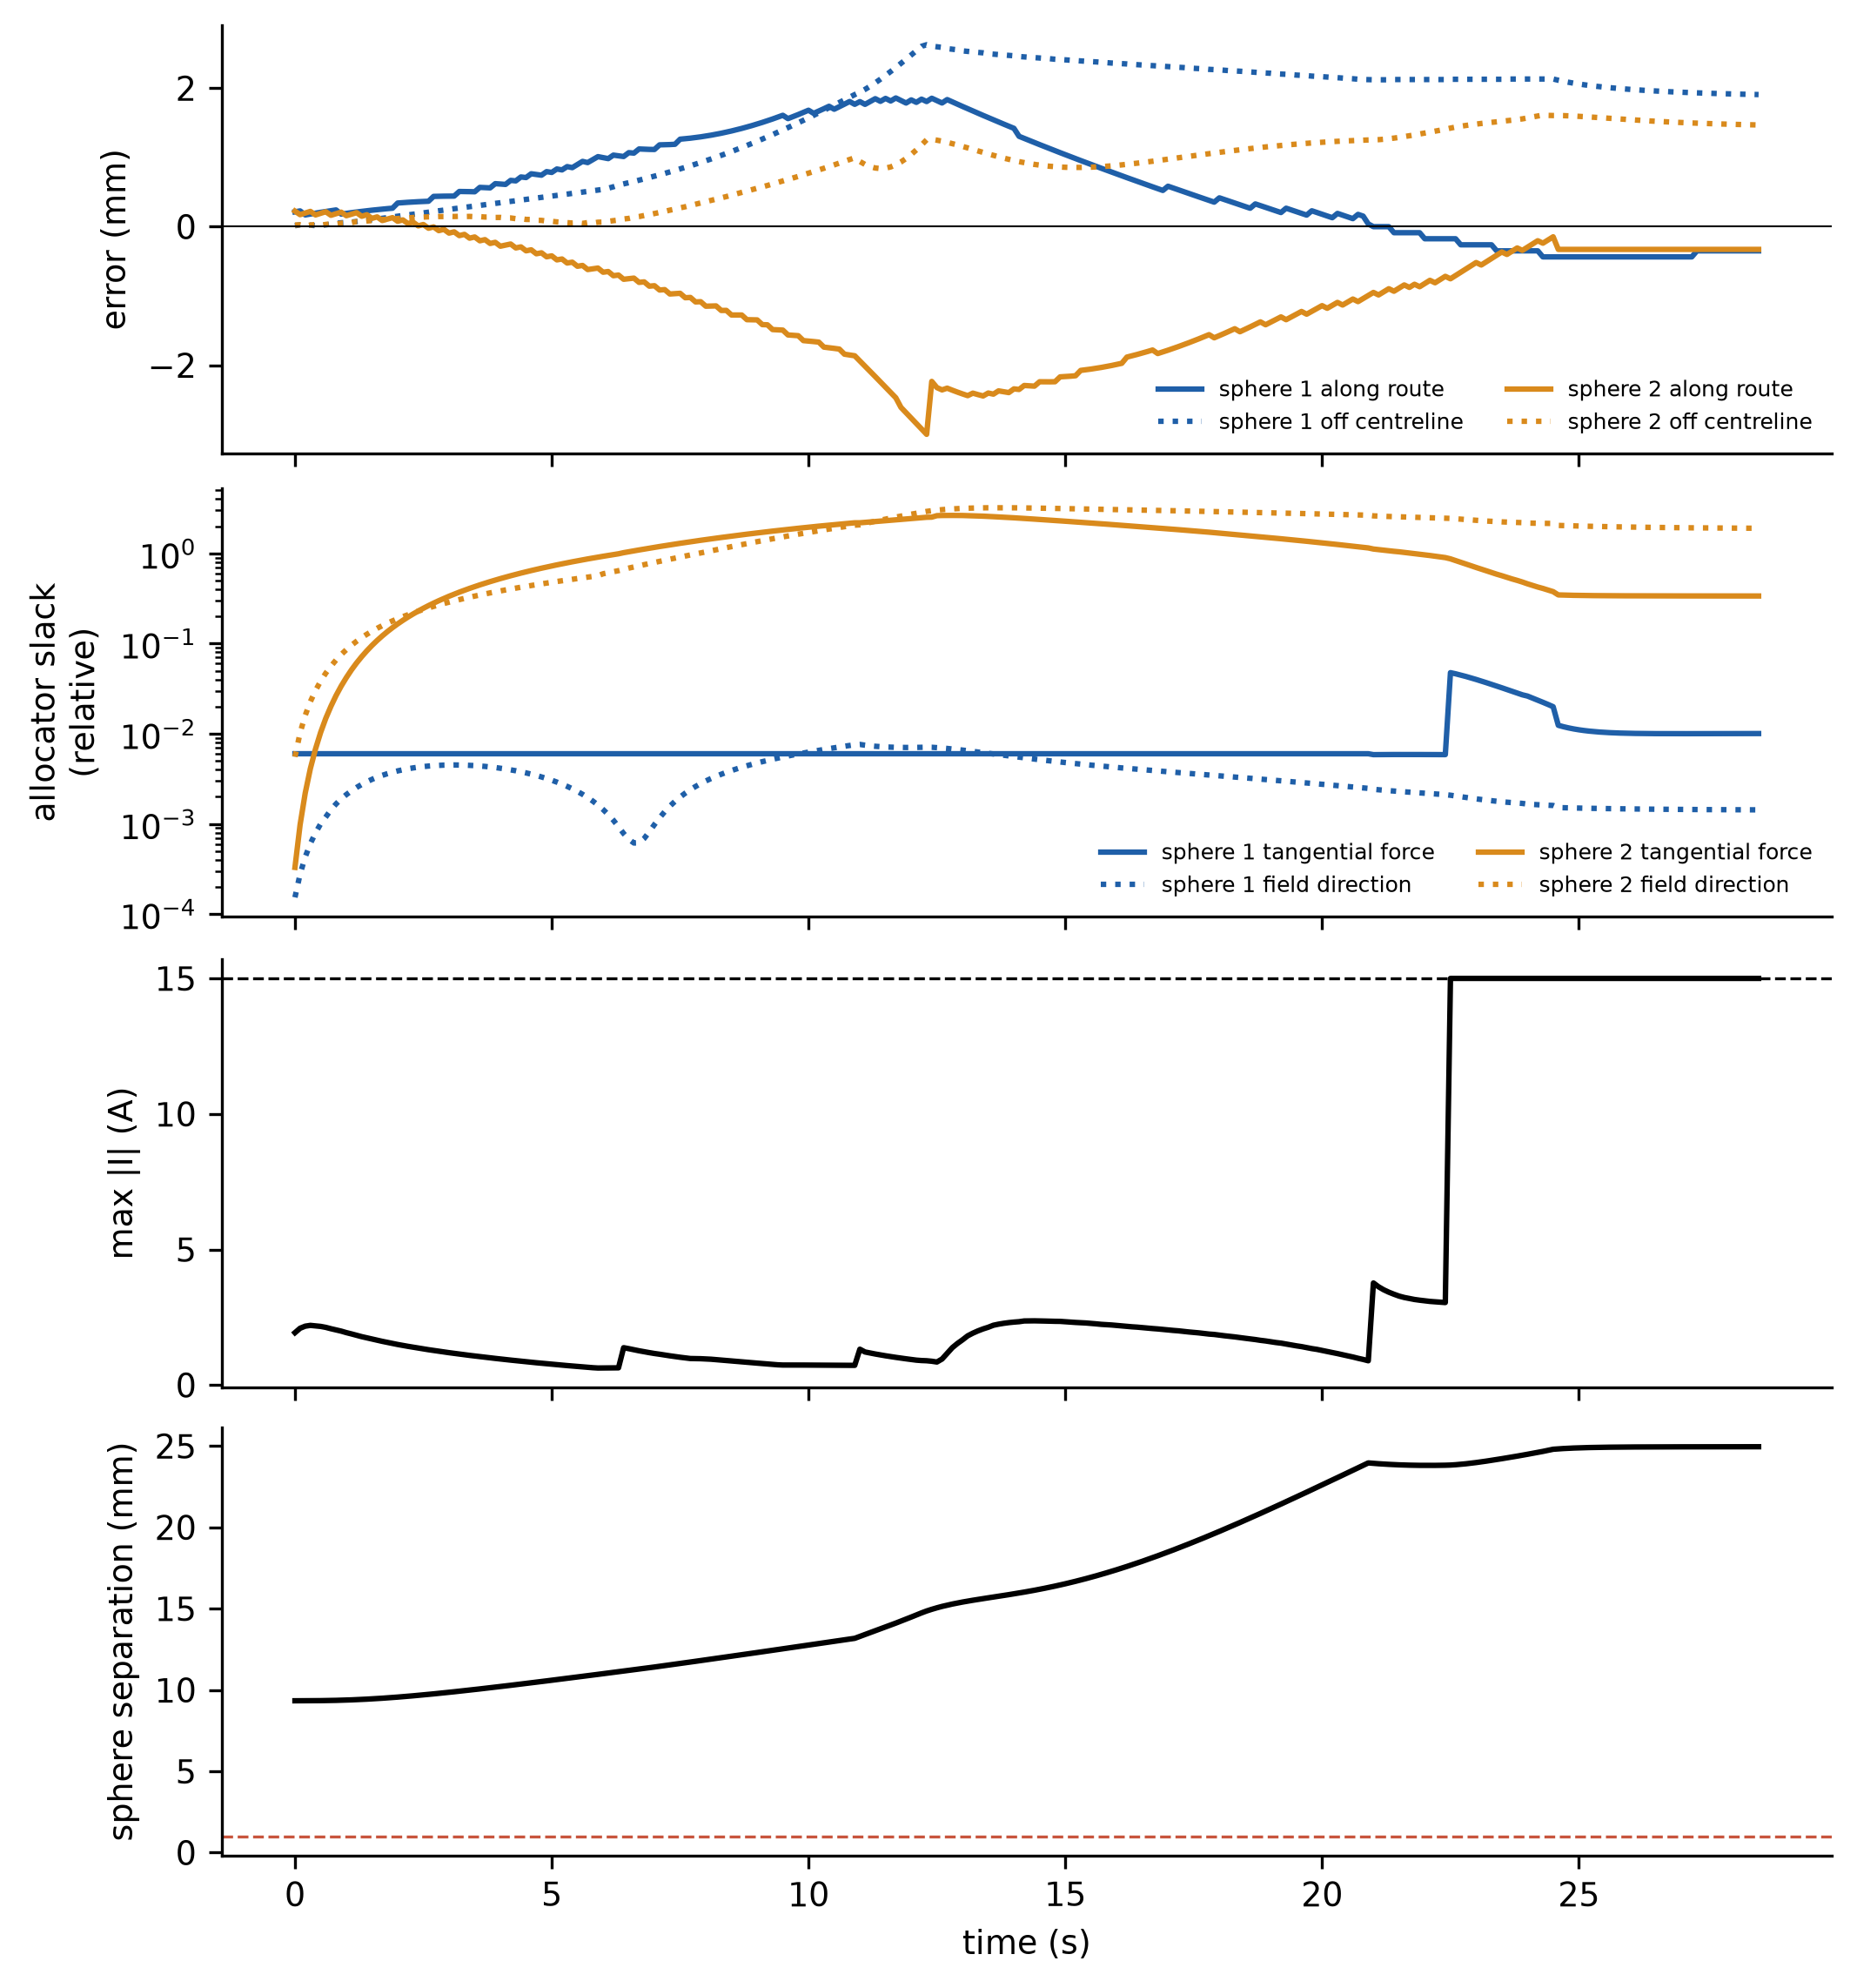 error (mm)
2
0
−2
sphere 1 along route
sphere 2 along route
sphere 1 off centreline
sphere 2 off centreline
allocator slack
(relative)
10⁰
10⁻¹
10⁻²
10⁻³
10⁻⁴
sphere 1 tangential force
sphere 2 tangential force
sphere 1 field direction
sphere 2 field direction
max |I| (A)
15
10
5
0
sphere separation (mm)
25
20
15
10
5
0
0 5 10 15 20 25
time (s)